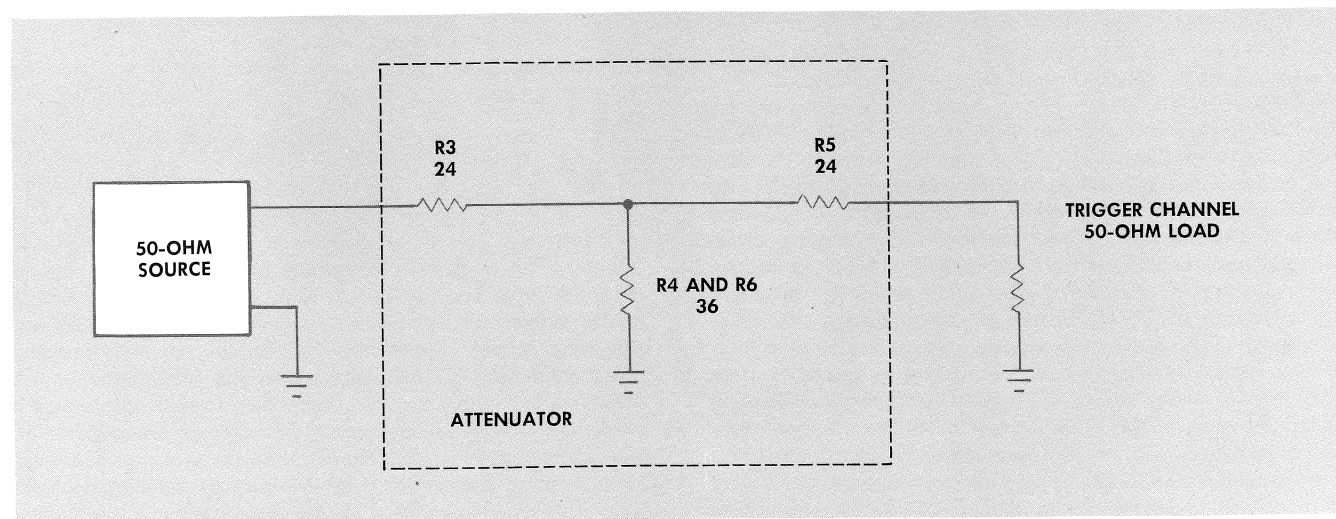 R3
24
R5
24
50-OHM
SOURCE
TRIGGER CHANNEL
50-OHM LOAD
R4 AND R6
36
ATTENUATOR